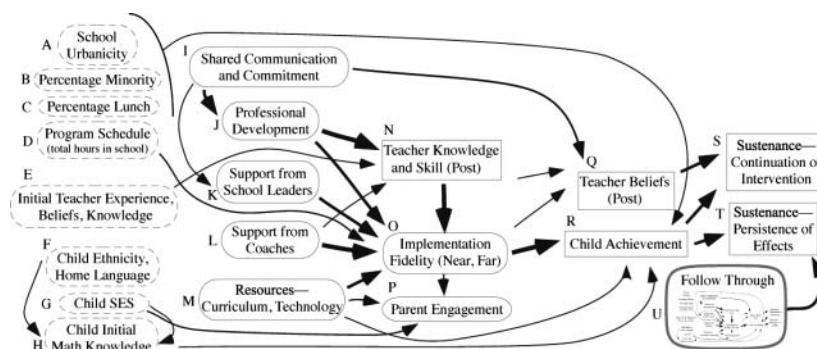 A
School
Urbanicity
B
Percentage Minority
C
Percentage Lunch
D
Program Schedule
(total hours in school)
E
Initial Teacher Experience,
Beliefs, Knowledge
F
Child Ethnicity,
Home Language
G
Child SES
H
Child Initial
Math Knowledge
I
Shared Communication
and Commitment
J
Professional
Development
K
Support from
School Leaders
L
Support from
Coaches
M
Resources—
Curriculum, Technology
N
Teacher Knowledge
and Skill (Post)
O
Implementation
Fidelity (Near, Far)
P
Parent Engagement
Q
Teacher Beliefs
(Post)
R
Child Achievement
S
Sustenance—
Continuation of
Intervention
T
Sustenance—
Persistence of
Effects
U
Follow Through